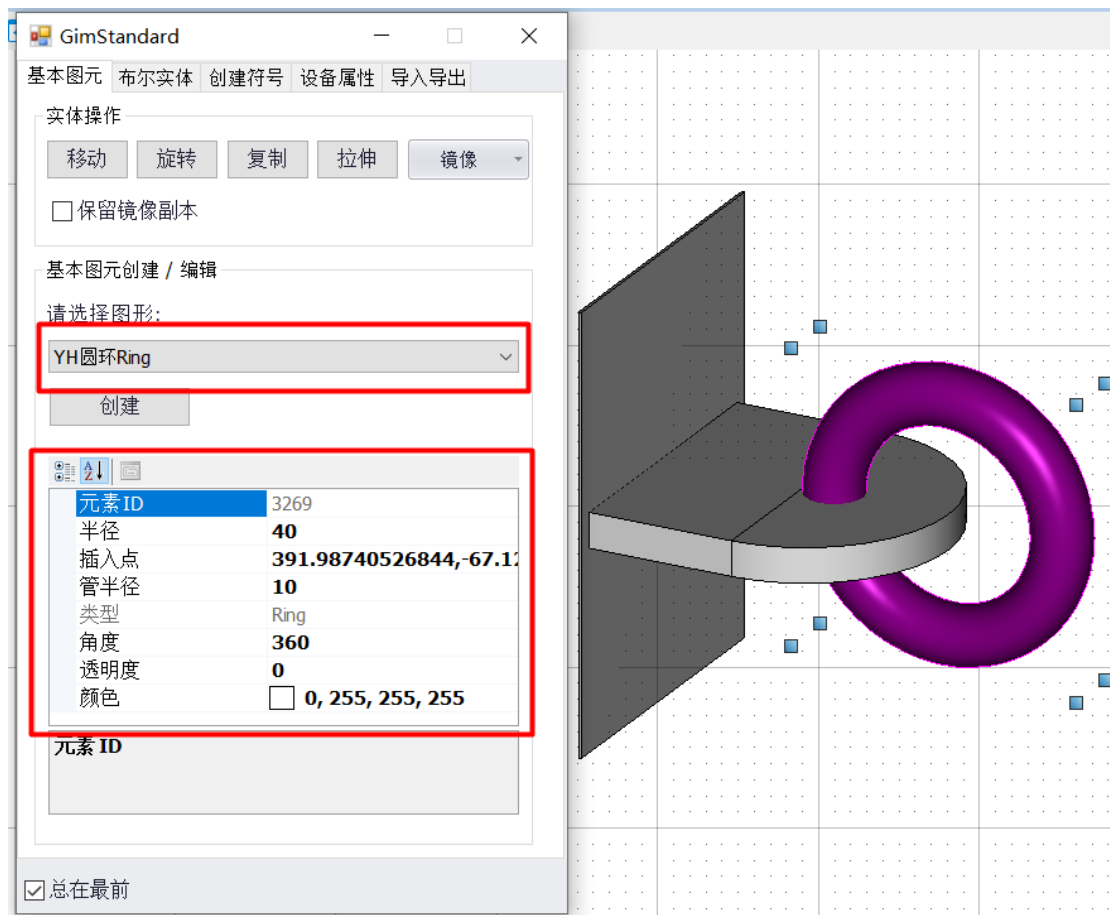 GimStandard
基本图元 布尔实体 创建符号 设备属性 导入导出
实体操作
移动 旋转 复制 拉伸 镜像
保留镜像副本
基本图元创建 / 编辑
请选择图形:
YH圆环Ring
创建
元素ID 3269
半径 40
插入点 391.98740526844,-67.12
管半径 10
类型 Ring
角度 360
透明度 0
颜色 0, 255, 255, 255
元素 ID
总在最前